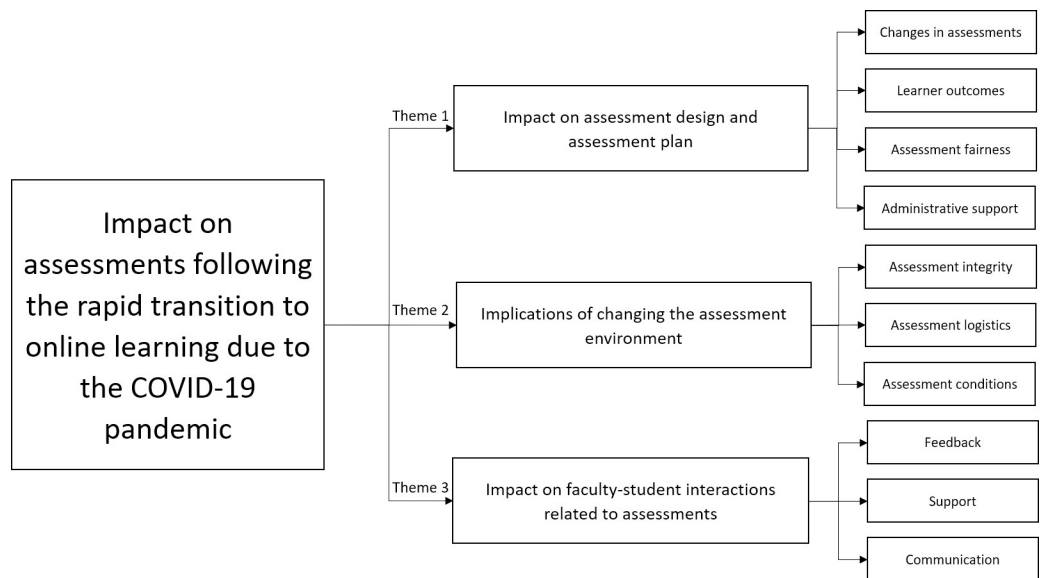 Impact on
assessments following
the rapid transition to
online learning due to
the COVID-19
pandemic
Theme 1
Impact on assessment design and
assessment plan
Changes in assessments
Learner outcomes
Assessment fairness
Administrative support
Theme 2
Implications of changing the assessment
environment
Assessment integrity
Assessment logistics
Assessment conditions
Theme 3
Impact on faculty-student interactions
related to assessments
Feedback
Support
Communication